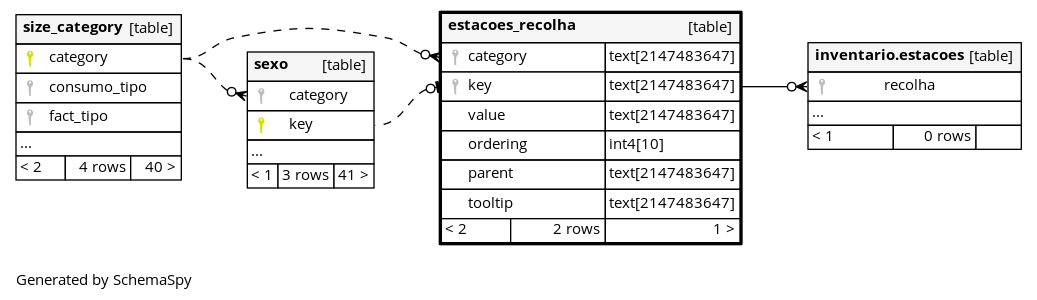 size_category [table]
category
consumo_tipo
fact_tipo
...
< 2 4 rows 40 >
sexo [table]
category
key
...
< 1 3 rows 41 >
estacoes_recolha [table]
category text[2147483647]
key text[2147483647]
value text[2147483647]
ordering int4[10]
parent text[2147483647]
tooltip text[2147483647]
< 2 2 rows 1 >
inventario.estacoes [table]
recolha
...
< 1 0 rows
Generated by SchemaSpy